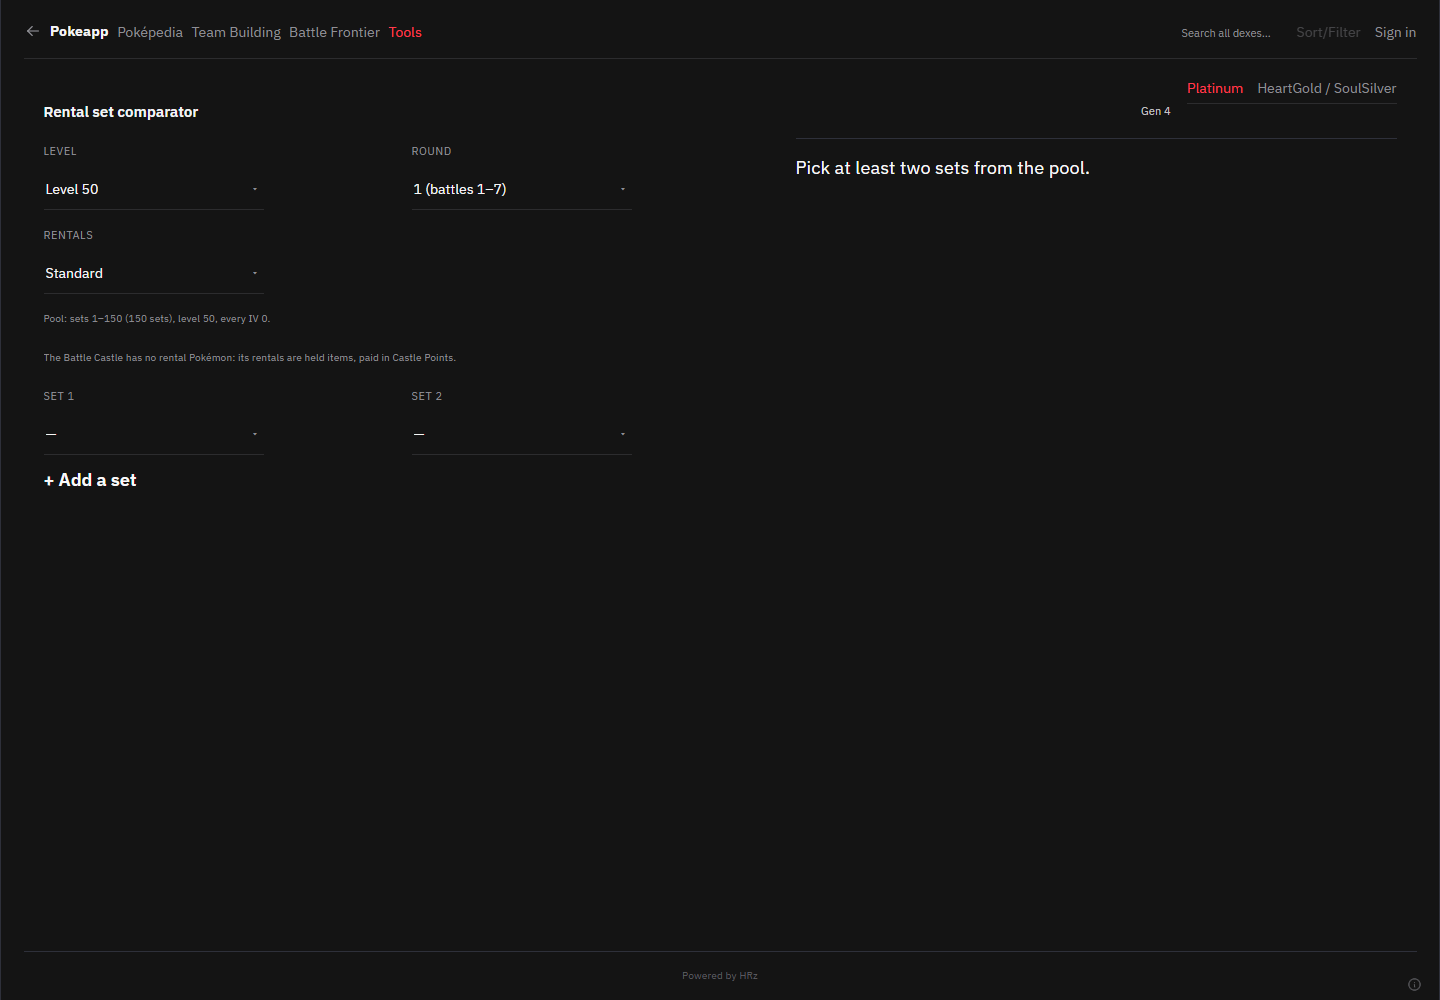 Pokeapp Poképedia Team Building Battle Frontier Tools Search all dexes... Sort/Filter Sign in
Platinum HeartGold / SoulSilver
Rental set comparator
Gen 4
LEVEL ROUND
Pick at least two sets from the pool.
Level 50 1 (battles 1–7)
RENTALS
Standard
Pool: sets 1–150 (150 sets), level 50, every IV 0.
The Battle Castle has no rental Pokémon: its rentals are held items, paid in Castle Points.
SET 1 SET 2
— —
+ Add a set
Powered by HRz